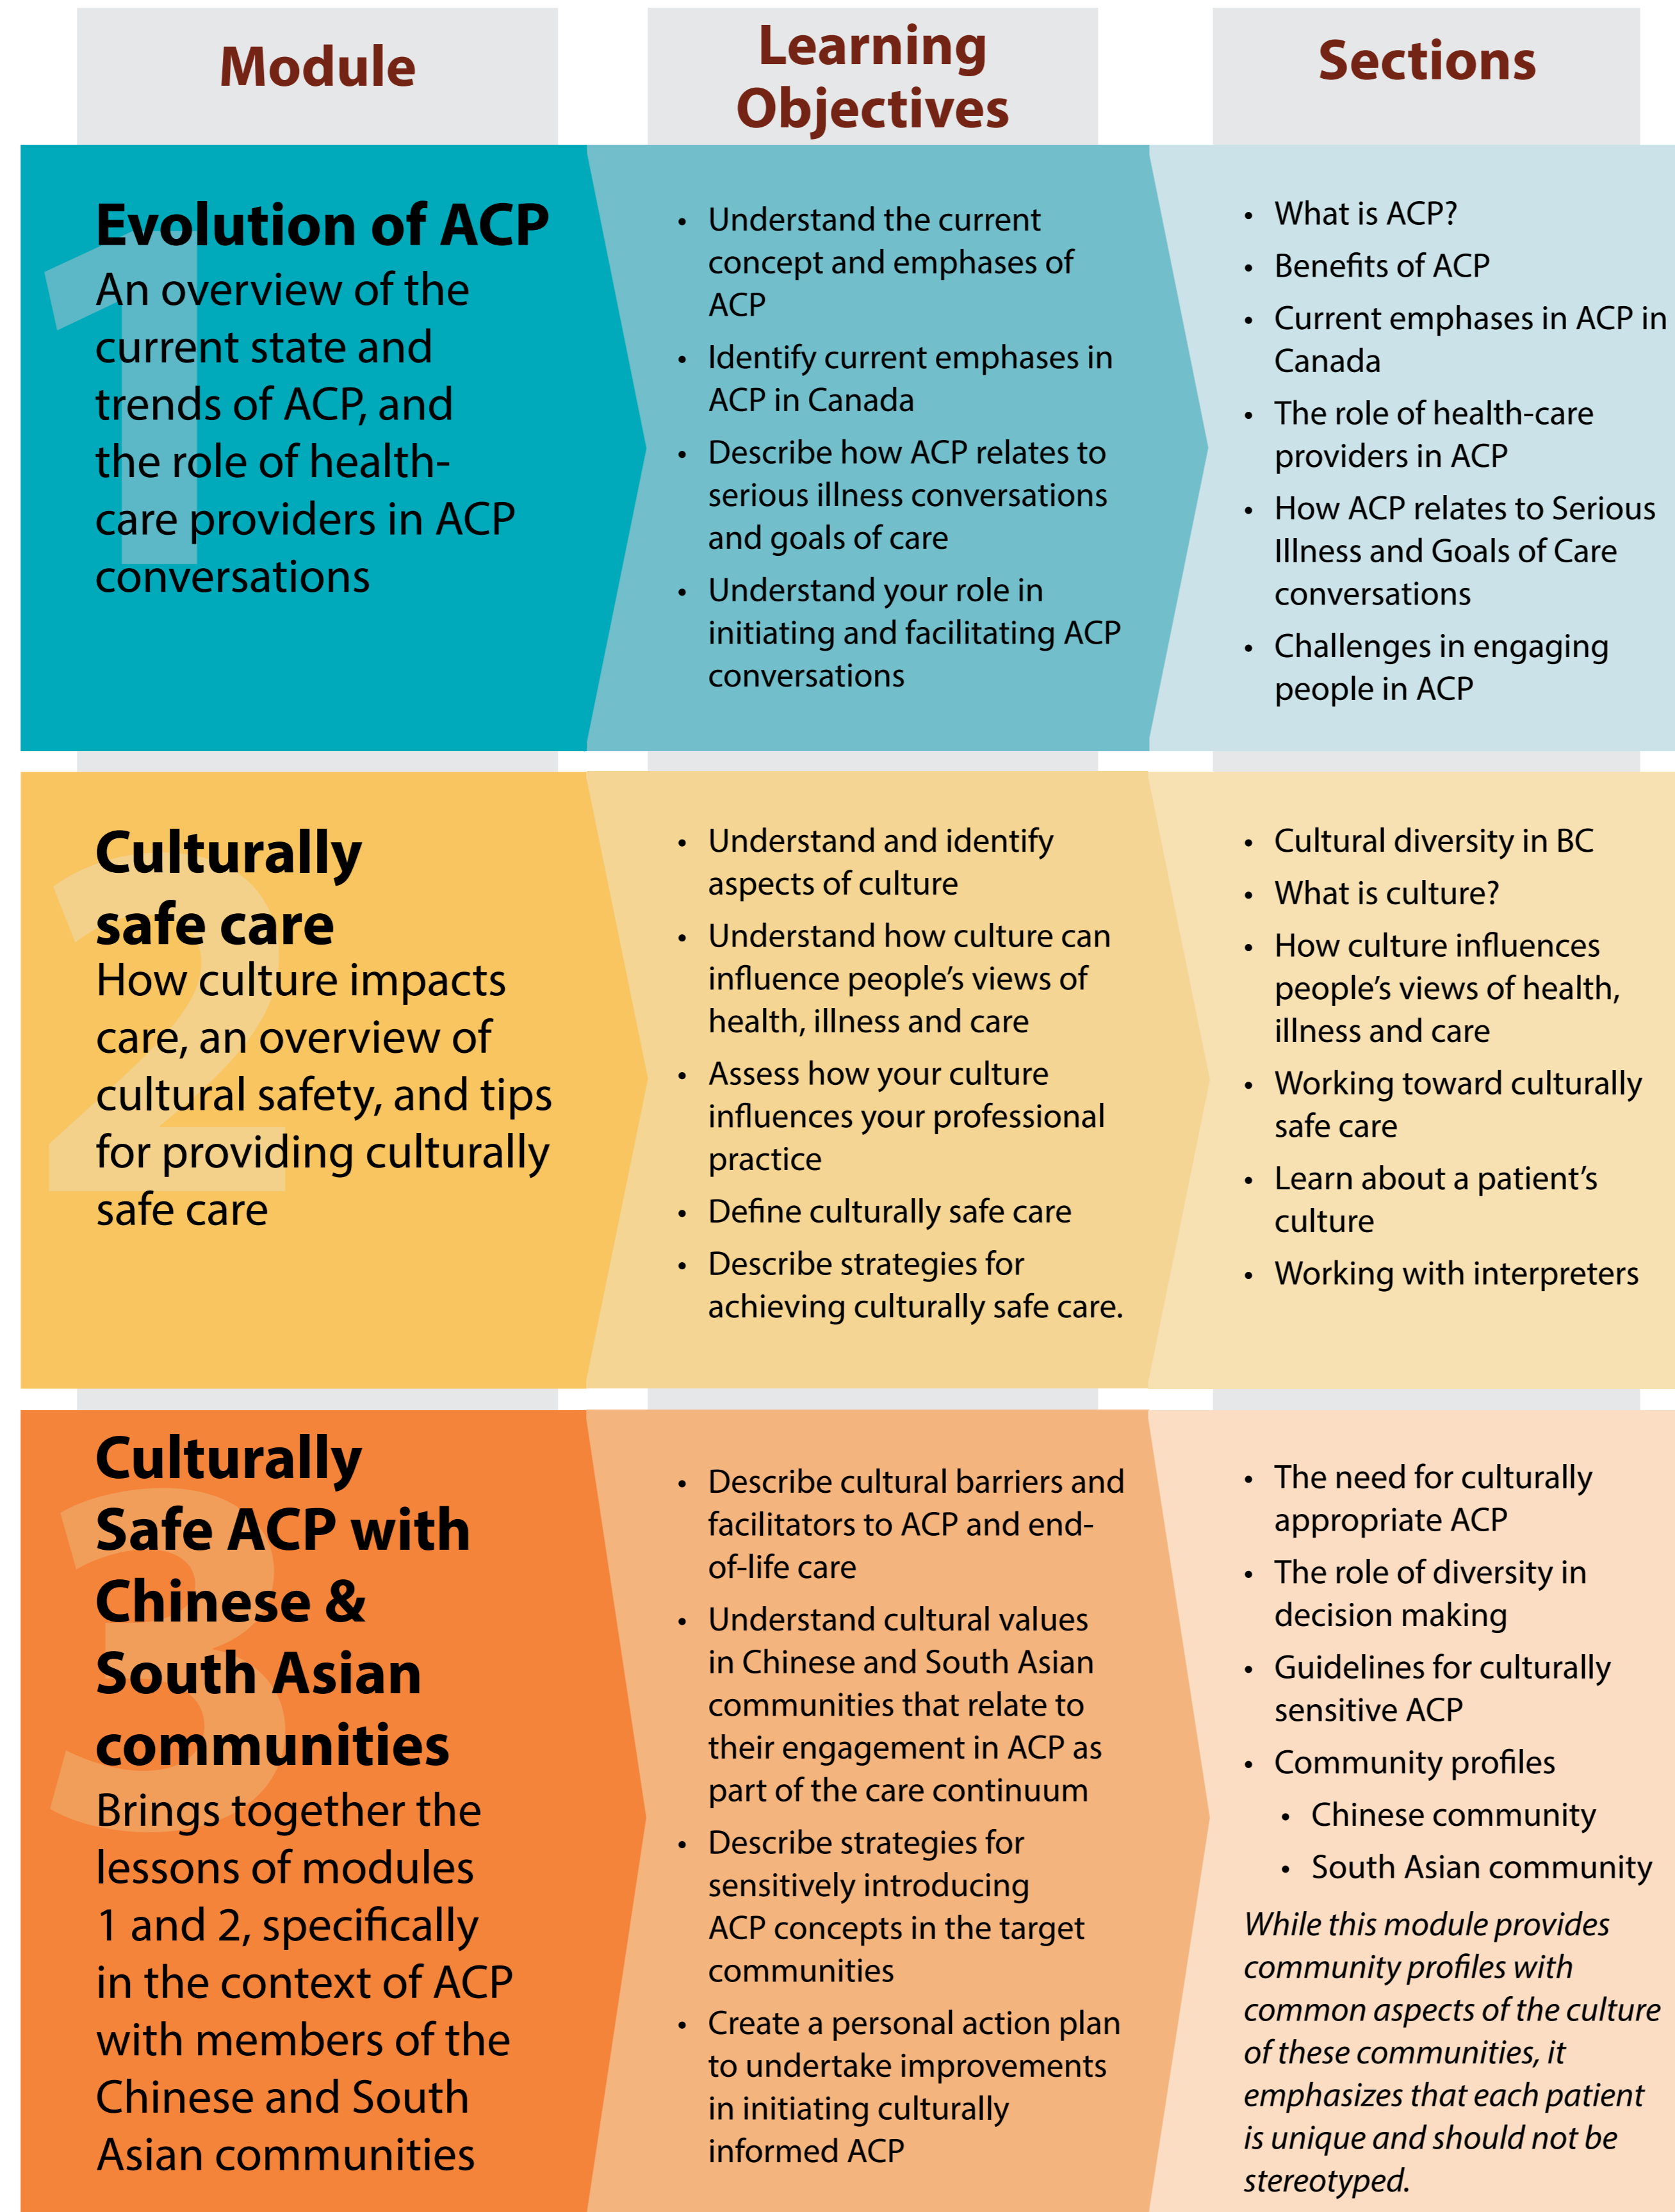 Module
Learning
Objectives
Sections
1
Evolution of ACP
An overview of the
current state and
trends of ACP, and
the role of health-
care providers in ACP
conversations
• Understand the current
concept and emphases of
ACP
• Identify current emphases in
ACP in Canada
• Describe how ACP relates to
serious illness conversations
and goals of care
• Understand your role in
initiating and facilitating ACP
conversations
• What is ACP?
• Benefits of ACP
• Current emphases in ACP in
Canada
• The role of health-care
providers in ACP
• How ACP relates to Serious
Illness and Goals of Care
conversations
• Challenges in engaging
people in ACP
2
Culturally
safe care
How culture impacts
care, an overview of
cultural safety, and tips
for providing culturally
safe care
• Understand and identify
aspects of culture
• Understand how culture can
influence people’s views of
health, illness and care
• Assess how your culture
influences your professional
practice
• Define culturally safe care
• Describe strategies for
achieving culturally safe care.
• Cultural diversity in BC
• What is culture?
• How culture influences
people’s views of health,
illness and care
• Working toward culturally
safe care
• Learn about a patient’s
culture
• Working with interpreters
3
Culturally
Safe ACP with
Chinese &
South Asian
communities
Brings together the
lessons of modules
1 and 2, specifically
in the context of ACP
with members of the
Chinese and South
Asian communities
• Describe cultural barriers and
facilitators to ACP and end-
of-life care
• Understand cultural values
in Chinese and South Asian
communities that relate to
their engagement in ACP as
part of the care continuum
• Describe strategies for
sensitively introducing
ACP concepts in the target
communities
• Create a personal action plan
to undertake improvements
in initiating culturally
informed ACP
• The need for culturally
appropriate ACP
• The role of diversity in
decision making
• Guidelines for culturally
sensitive ACP
• Community profiles
• Chinese community
• South Asian community
While this module provides
community profiles with
common aspects of the culture
of these communities, it
emphasizes that each patient
is unique and should not be
stereotyped.